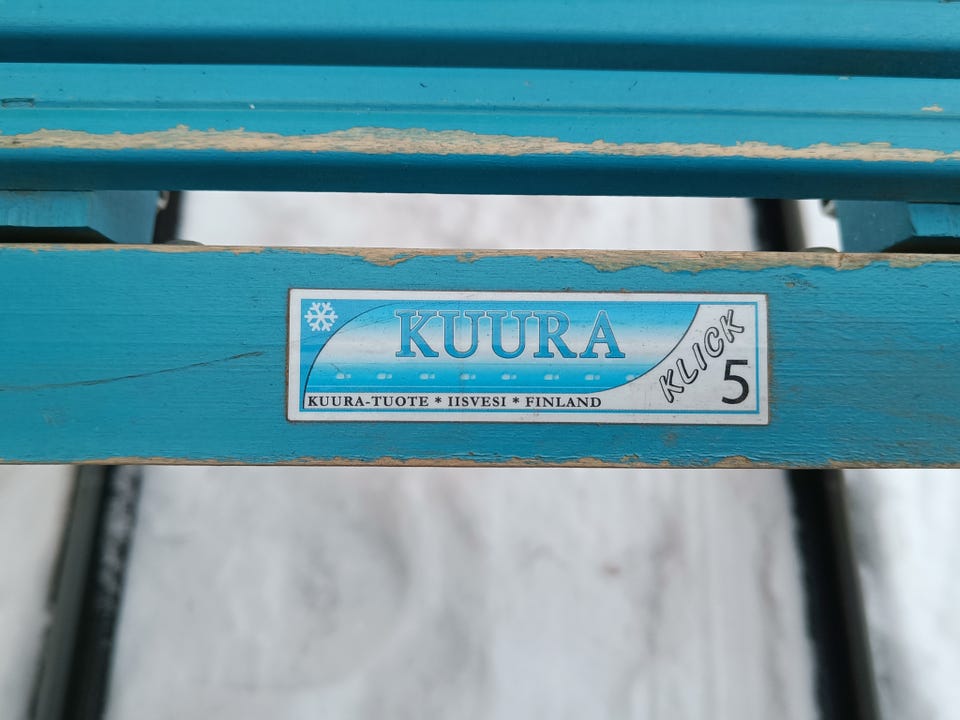 KUURA
KLICK
5
KUURA-TUOTE * IISVESI * FINLAND